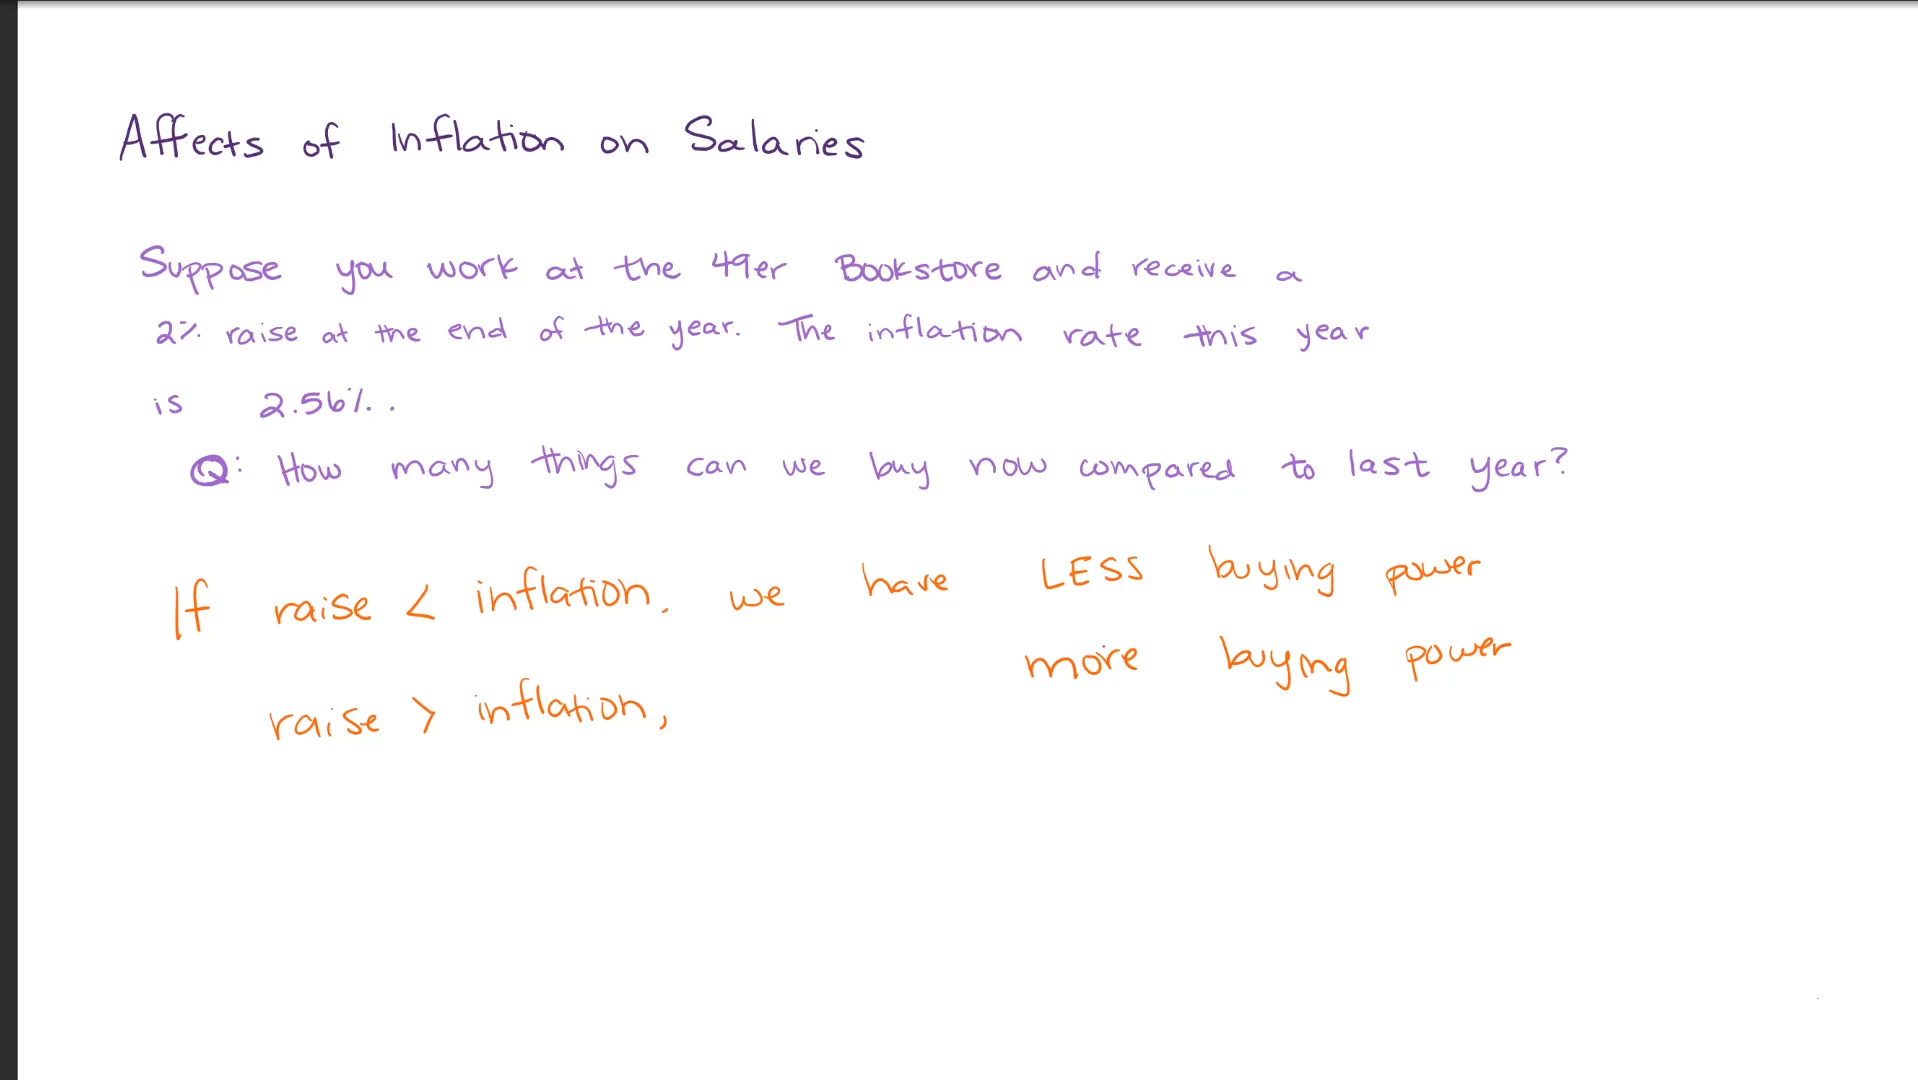 Affects of Inflation on Salaries
Suppose you work at the 49er Bookstore and receive a
2% raise at the end of the year. The inflation rate this year
is 2.56%..
Q: How many things can we buy now compared to last year?
If raise < inflation, we have LESS buying power
raise > inflation, more buying power